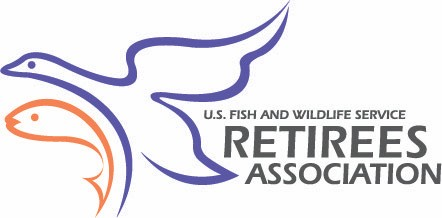 U.S. FISH AND WILDLIFE SERVICE
RETIREES
ASSOCIATION